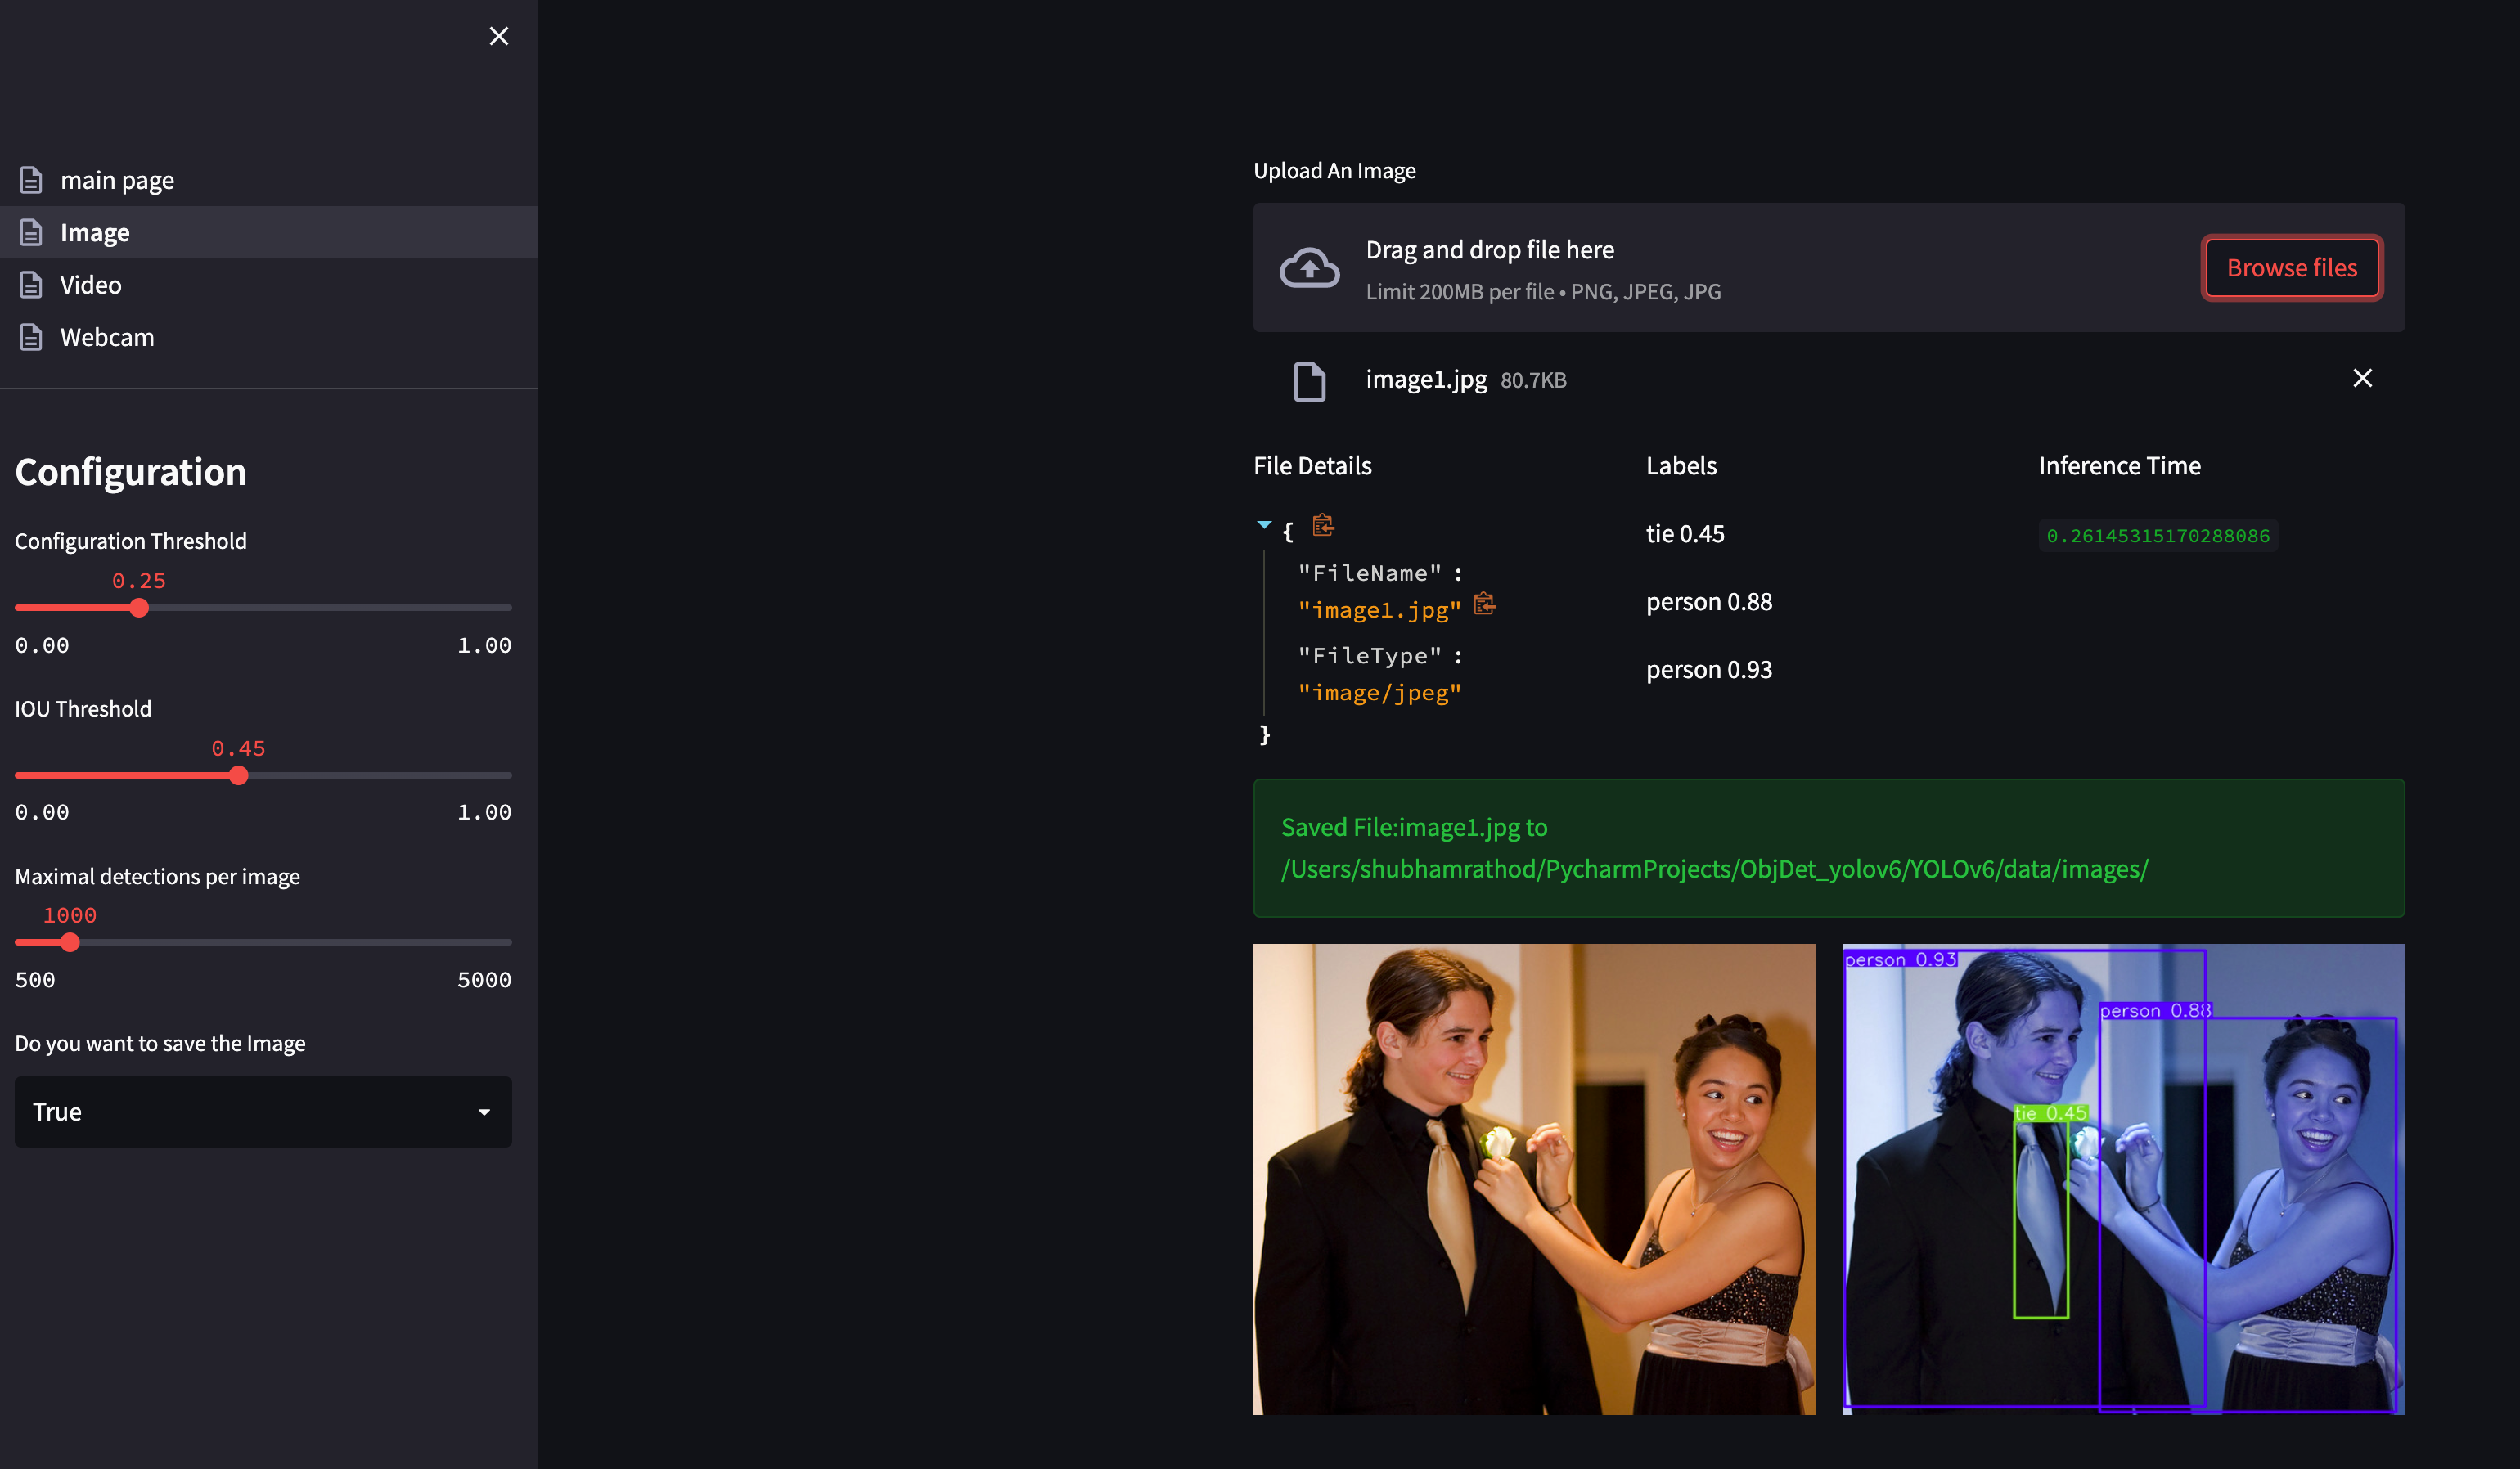 main page
Image
Video
Webcam
Configuration
Configuration Threshold
0.25
0.00 1.00
IOU Threshold
0.45
0.00 1.00
Maximal detections per image
1000
500 5000
Do you want to save the Image
True
Upload An Image
Drag and drop file here
Limit 200MB per file • PNG, JPEG, JPG
Browse files
image1.jpg 80.7KB
File Details
{
"FileName" :
"image1.jpg"
"FileType" :
"image/jpeg"
}
Labels
tie 0.45
person 0.88
person 0.93
Inference Time
0.26145315170288086
Saved File:image1.jpg to
/Users/shubhamrathod/PycharmProjects/ObjDet_yolov6/YOLOv6/data/images/
person 0.93
person 0.88
tie 0.45